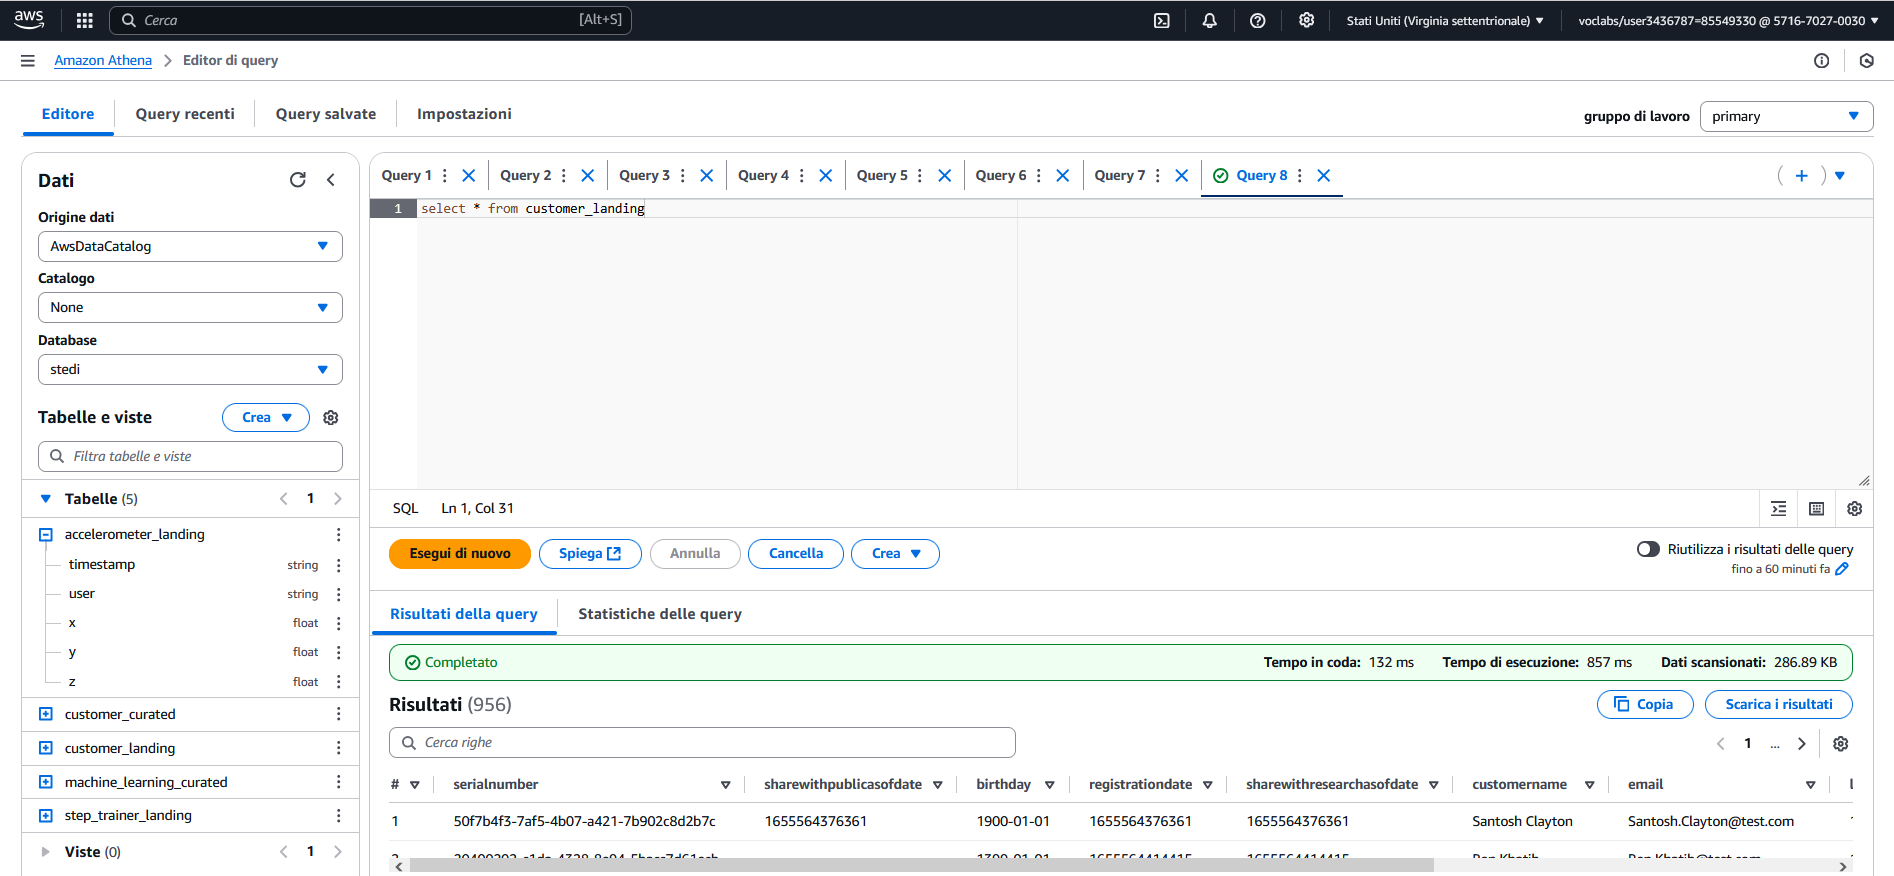 aws
Cerca
[Alt+S]
Stati Uniti (Virginia settentrionale)
voclabs/user3436787=85549330 @ 5716-7027-0030
Amazon Athena
Editor di query
Editore
Query recenti
Query salvate
Impostazioni
gruppo di lavoro
primary
Dati
Origine dati
AwsDataCatalog
Catalogo
None
Database
stedi
Tabelle e viste
Crea
Filtra tabelle e viste
Tabelle (5)
1
accelerometer_landing
timestamp string
user string
x float
y float
z float
customer_curated
customer_landing
machine_learning_curated
step_trainer_landing
Viste (0)
1
Query 1
Query 2
Query 3
Query 4
Query 5
Query 6
Query 7
Query 8
1 select * from customer_landing
SQL
Ln 1, Col 31
Esegui di nuovo
Spiega
Annulla
Cancella
Crea
Riutilizza i risultati delle query
fino a 60 minuti fa
Risultati della query
Statistiche delle query
Completato
Tempo in coda: 132 ms
Tempo di esecuzione: 857 ms
Dati scansionati: 286.89 KB
Risultati (956)
Copia
Scarica i risultati
Cerca righe
1 ...
# serialnumber sharewithpublicasofdate birthday registrationdate sharewithresearchasofdate customername email
1 50f7b4f3-7af5-4b07-a421-7b902c8d2b7c 1655564376361 1900-01-01 1655564376361 1655564376361 Santosh Clayton Santosh.Clayton@test.com